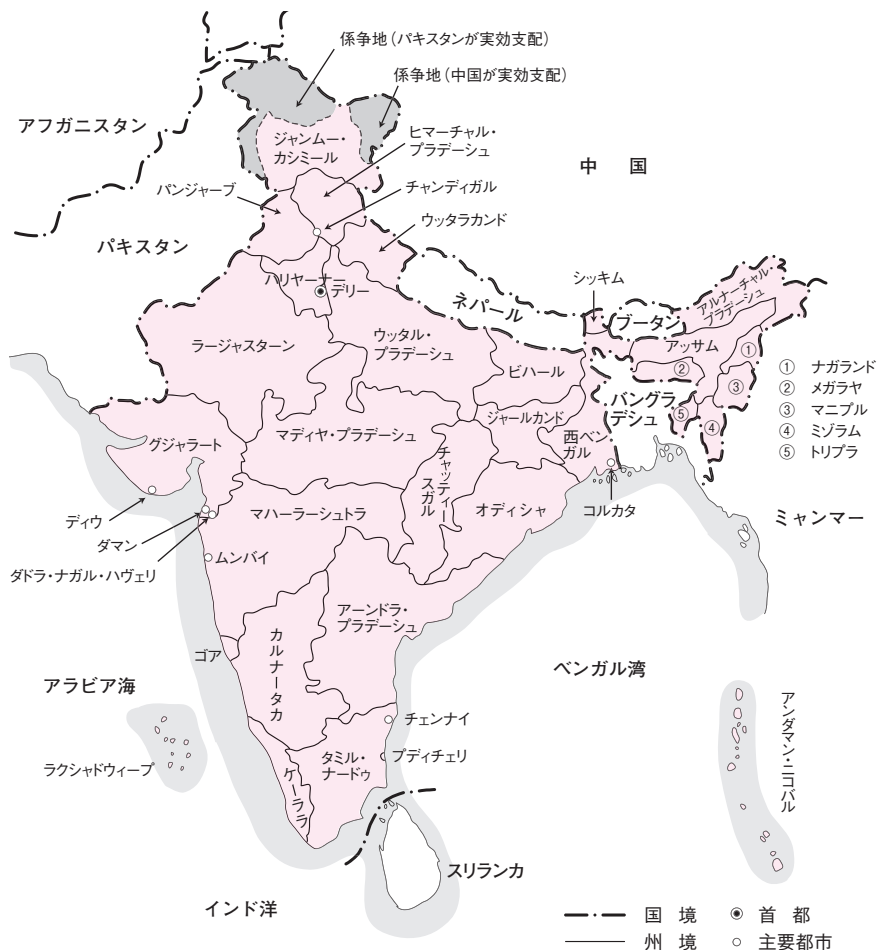 係争地（パキスタンが実効支配）
係争地（中国が実効支配）
アフガニスタン
ジャンムー・
カシミール
ヒマーチャル・
プラデーシュ
中　国
パンジャーブ
チャンディガル
ウッタラカンド
パキスタン
シッキム
ハリヤーナー
デリー
ネパール
ブータン
アルナーチャル・
プラデーシュ
ラージャスターン
ウッタル・
プラデーシュ
アッサム
①
②
③
④
⑤
① ナガランド
② メガラヤ
③ マニプル
④ ミゾラム
⑤ トリプラ
ビハール
バングラ
デシュ
グジャラート
マディヤ・プラデーシュ
ジャールカンド
西ベン
ガル
チャッティー
スガル
オディシャ
コルカタ
ミャンマー
ディウ
ダマン
ダドラ・ナガル・ハヴェリ
マハーラーシュトラ
ムンバイ
アーンドラ・
プラデーシュ
カルナータカ
ゴア
ベンガル湾
アラビア海
ラクシャドウィープ
チェンナイ
プディチェリ
タミル・
ナードゥ
ケーララ
アンダマン・ニコバル
スリランカ
インド洋
国　境
首　都
州　境
主要都市